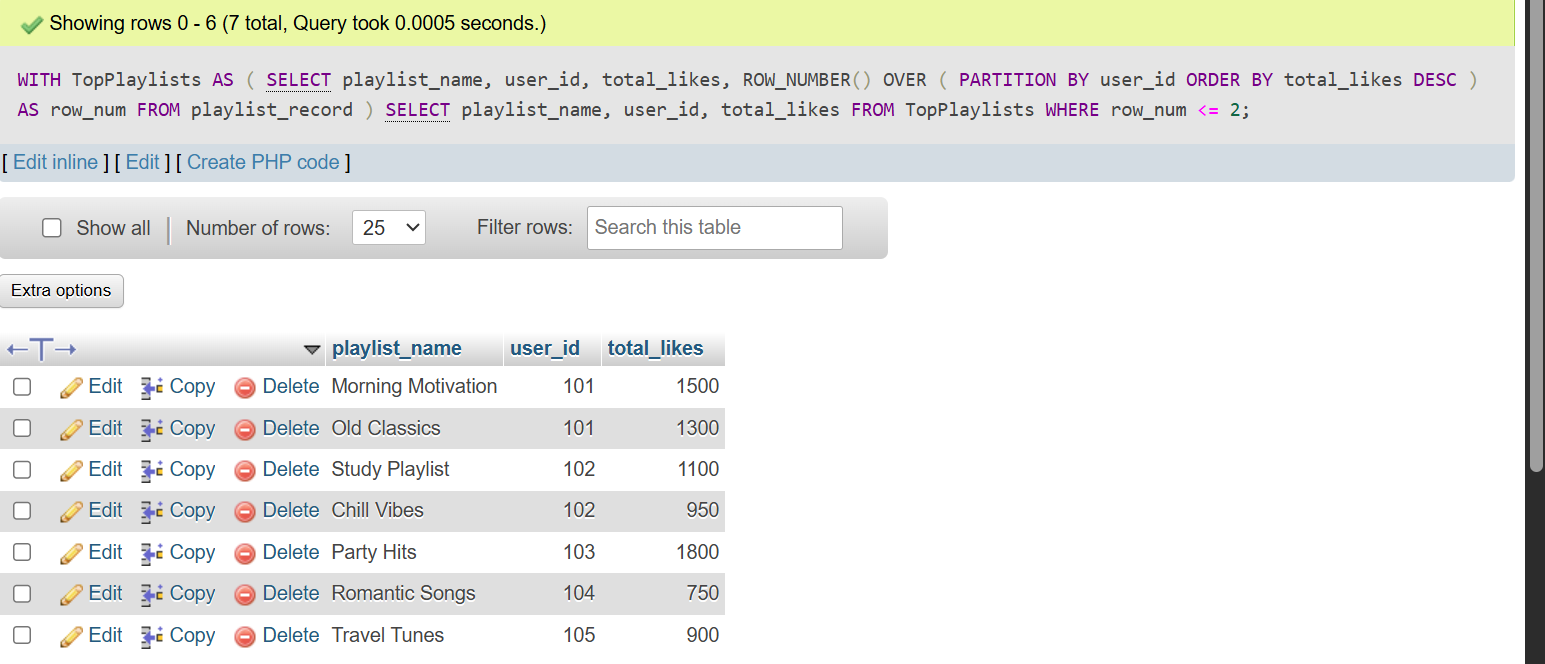 Showing rows 0 - 6 (7 total, Query took 0.0005 seconds.)
WITH TopPlaylists AS ( SELECT playlist_name, user_id, total_likes, ROW_NUMBER() OVER ( PARTITION BY user_id ORDER BY total_likes DESC )
AS row_num FROM playlist_record ) SELECT playlist_name, user_id, total_likes FROM TopPlaylists WHERE row_num <= 2;
[ Edit inline ] [ Edit ] [ Create PHP code ]
Show all | Number of rows: 25 Filter rows: Search this table
Extra options
playlist_name user_id total_likes
Edit Copy Delete Morning Motivation 101 1500
Edit Copy Delete Old Classics 101 1300
Edit Copy Delete Study Playlist 102 1100
Edit Copy Delete Chill Vibes 102 950
Edit Copy Delete Party Hits 103 1800
Edit Copy Delete Romantic Songs 104 750
Edit Copy Delete Travel Tunes 105 900